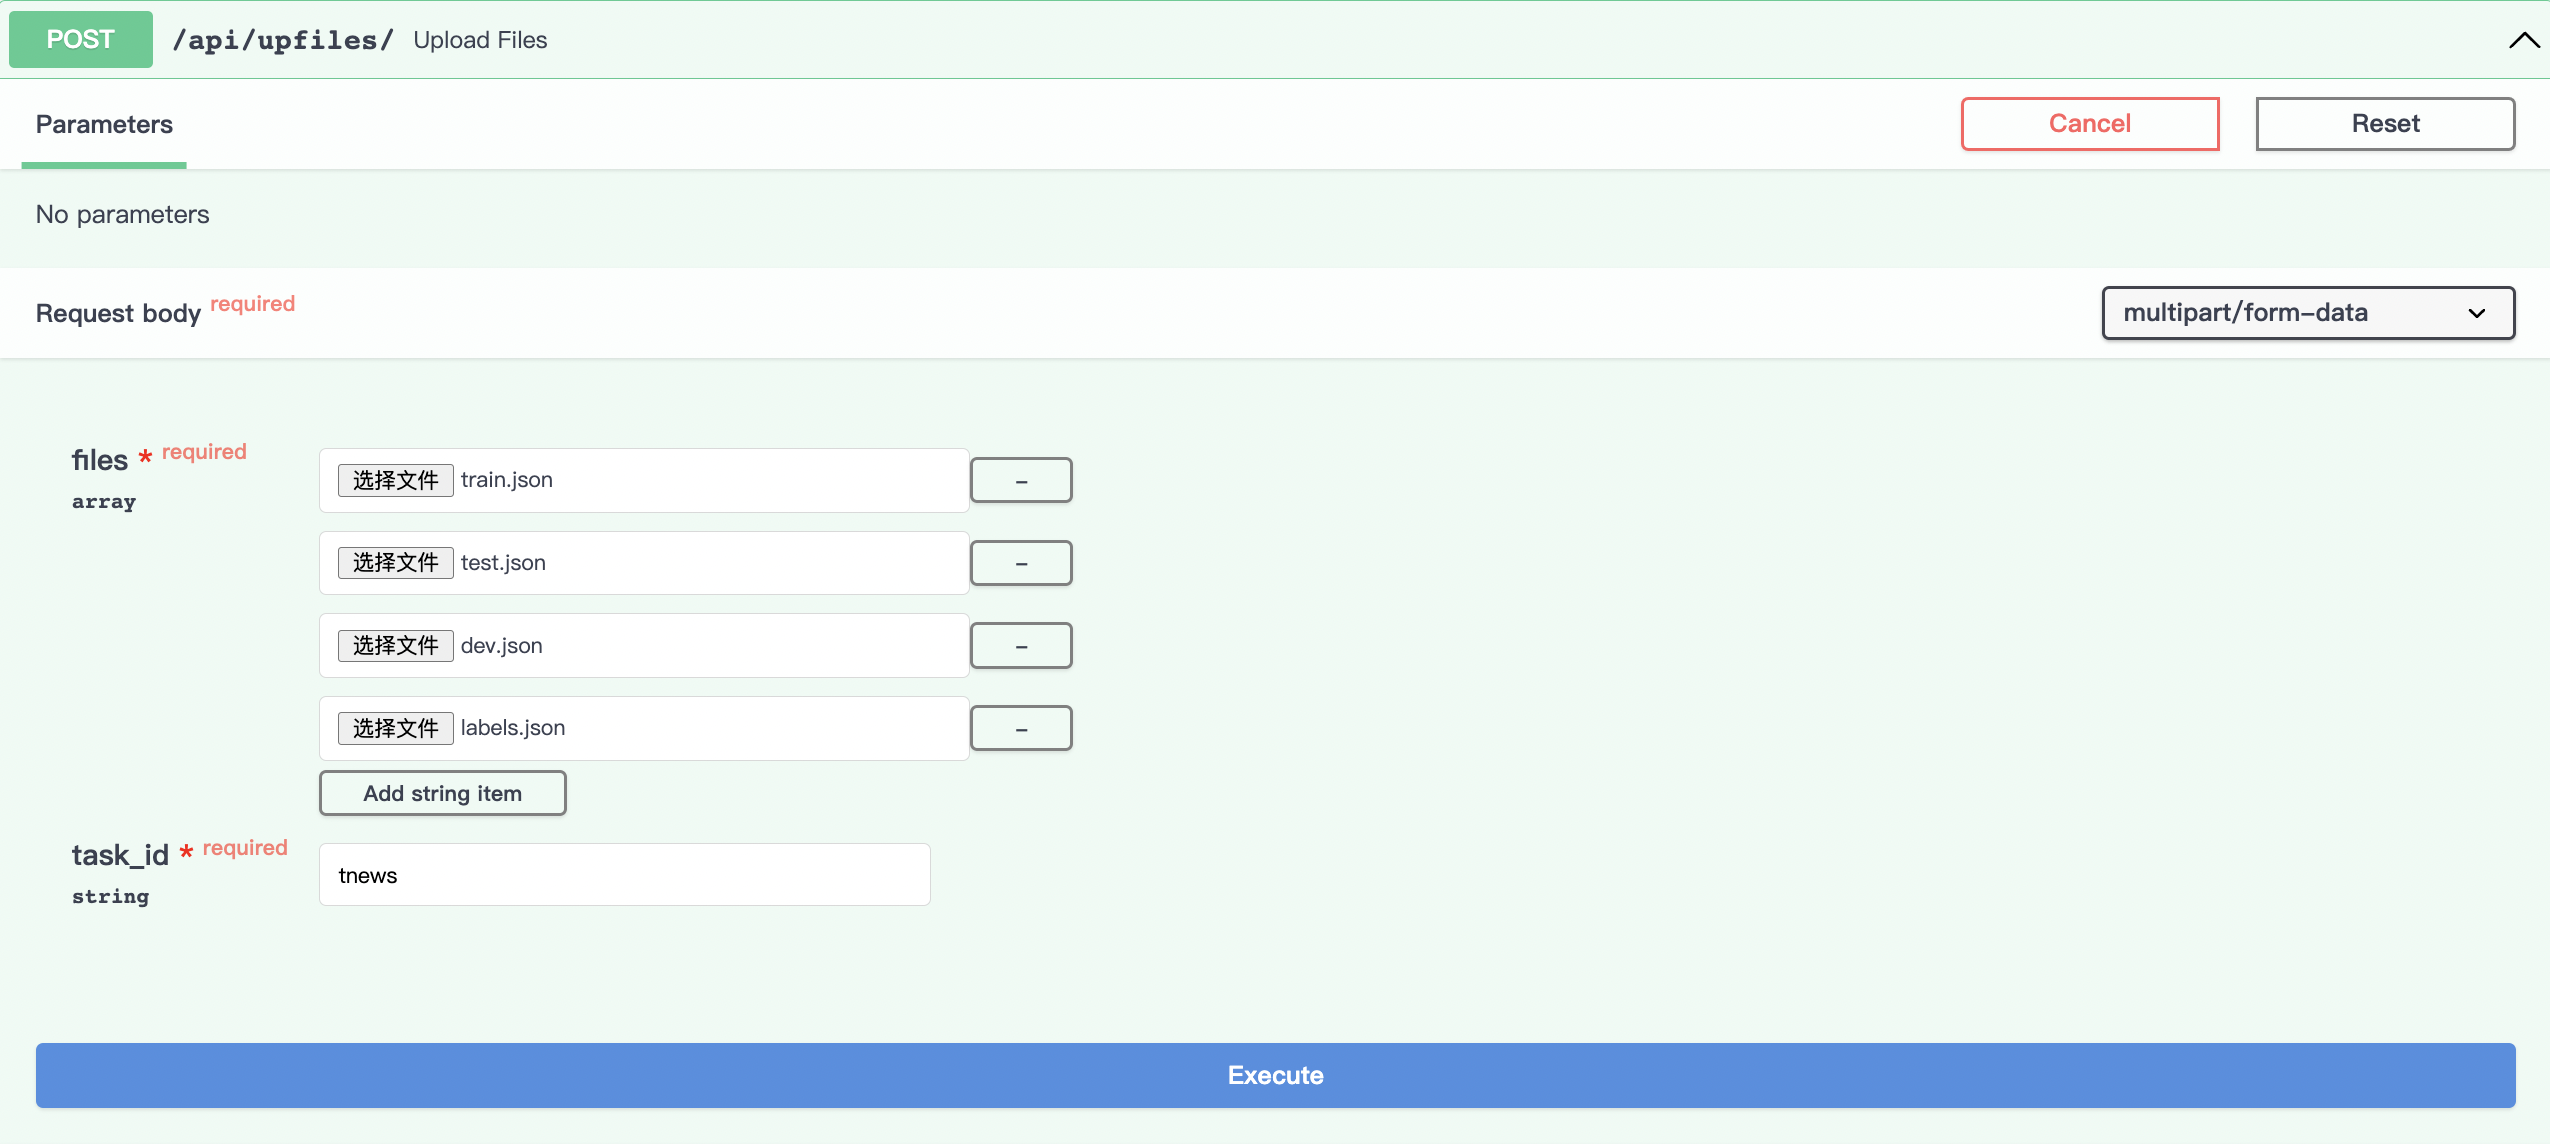 POST /api/upfiles/ Upload Files
Parameters Cancel Reset
No parameters
Request body required multipart/form-data
files * required
array
选择文件 train.json -
选择文件 test.json -
选择文件 dev.json -
选择文件 labels.json -
Add string item
task_id * required
string
tnews
Execute